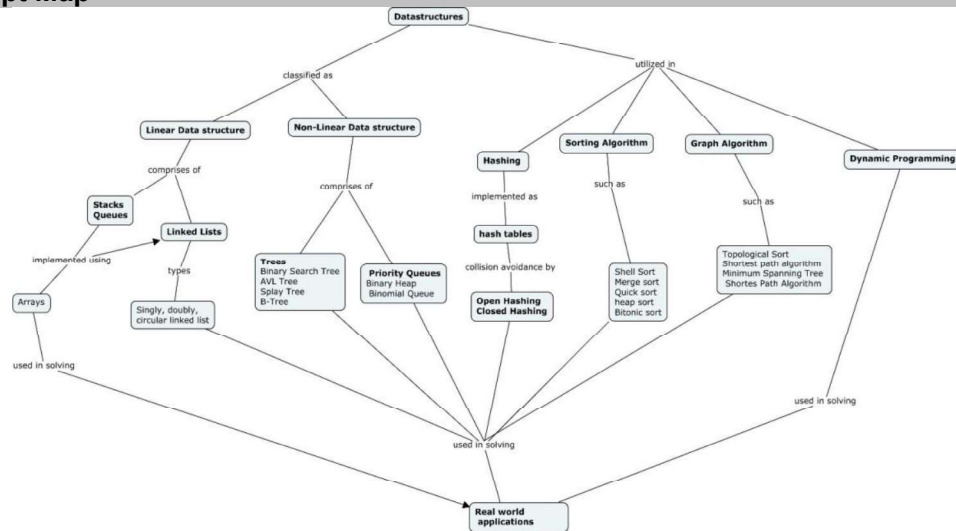 Datastructures
classified as
utilized in
Linear Data structure
Non-Linear Data structure
Hashing
Sorting Algorithm
Graph Algorithm
Dynamic Programming
comprises of
comprises of
implemented as
such as
such as
Stacks
Queues
Linked Lists
hash tables
implemented using
types
collision avoidance by
Trees
Binary Search Tree
AVL Tree
Splay Tree
B-Tree
Priority Queues
Binary Heap
Binomial Queue
Topological Sort
Shortest path algorithm
Minimum Spanning Tree
Shortes Path Algorithm
Shell Sort
Merge sort
Quick sort
heap sort
Bitonic sort
Arrays
Singly, doubly,
circular linked list
Open Hashing
Closed Hashing
used in solving
used in solving
used in solving
Real world
applications